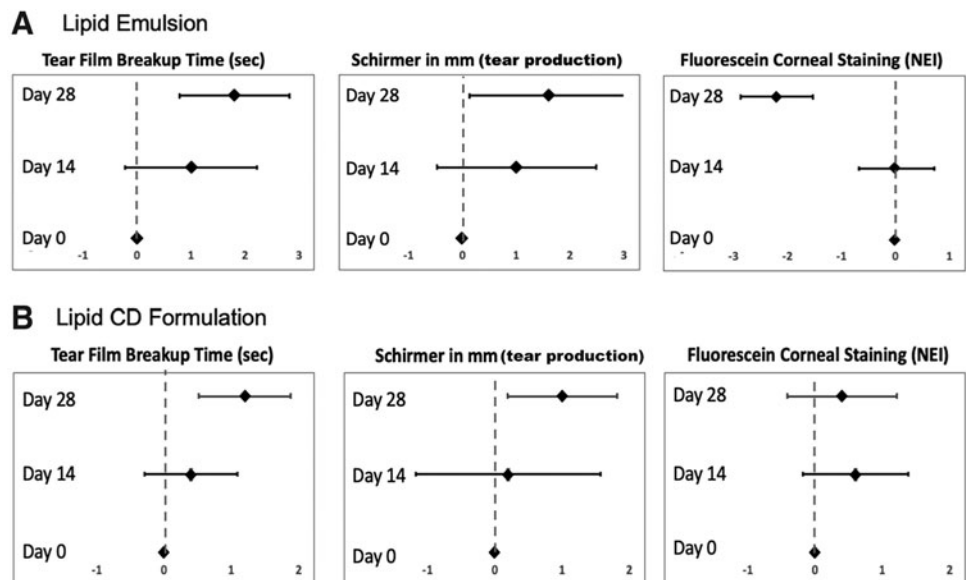 A Lipid Emulsion
Tear Film Breakup Time (sec)
Day 28
Day 14
Day 0
-1 0 1 2 3
Schirmer in mm (tear production)
Day 28
Day 14
Day 0
-1 0 1 2 3
Fluorescein Corneal Staining (NEI)
Day 28
Day 14
Day 0
-3 -2 -1 0 1
B Lipid CD Formulation
Tear Film Breakup Time (sec)
Day 28
Day 14
Day 0
-1 0 1 2
Schirmer in mm (tear production)
Day 28
Day 14
Day 0
-1 0 1 2
Fluorescein Corneal Staining (NEI)
Day 28
Day 14
Day 0
-1 0 1 2